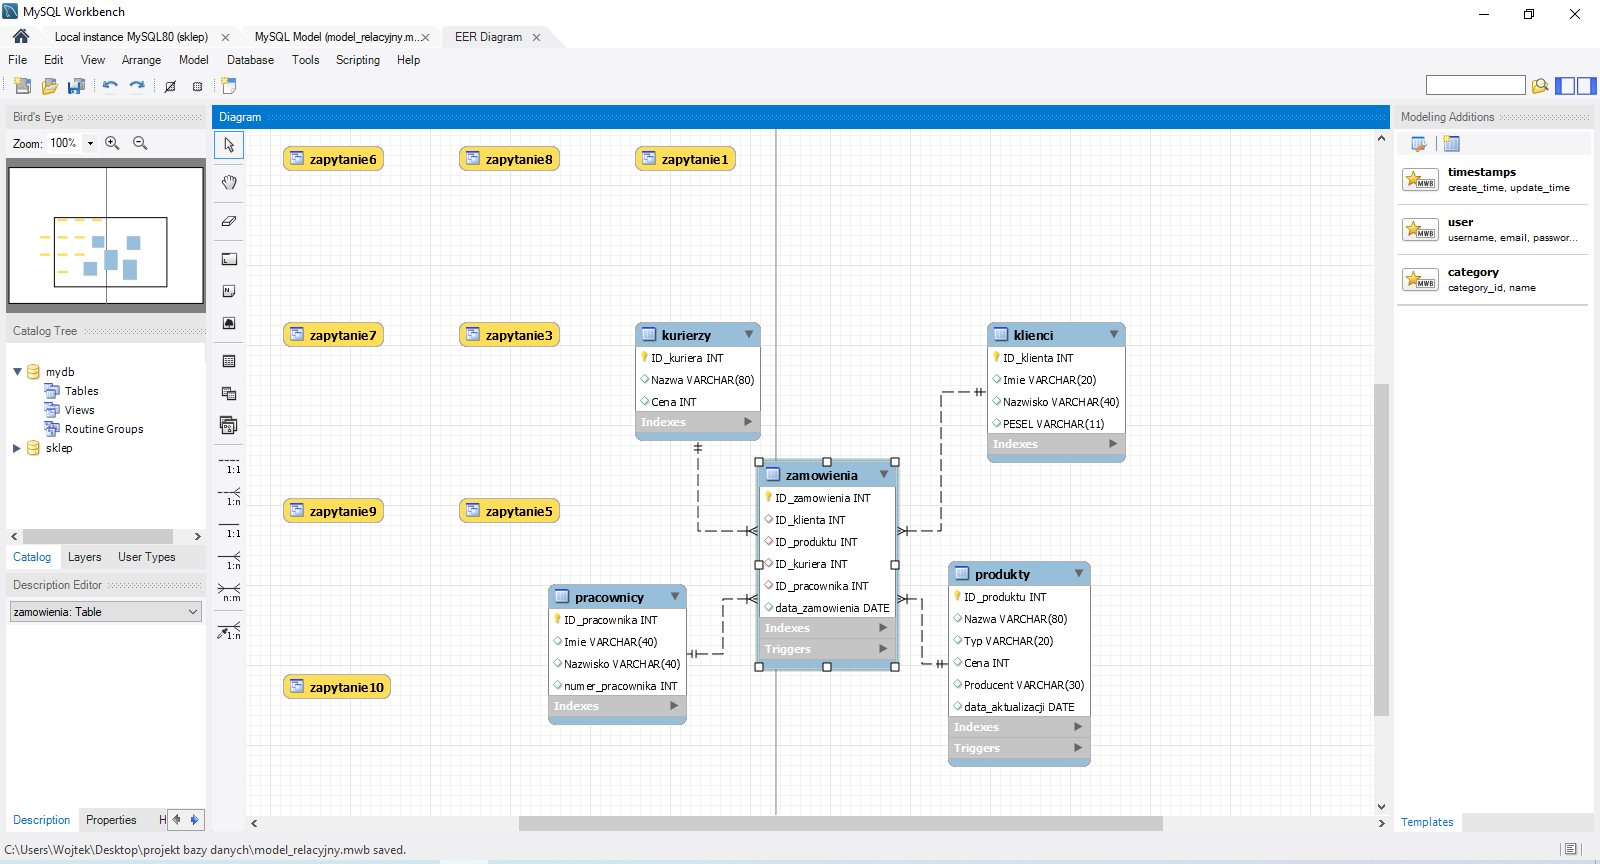 MySQL Workbench
Local instance MySQL80 (sklep)
MySQL Model (model_relacyjny.m...
EER Diagram
File Edit View Arrange Model Database Tools Scripting Help
Bird's Eye
Zoom: 100%
Catalog Tree
mydb
Tables
Views
Routine Groups
sklep
Catalog Layers User Types
Description Editor
zamowienia: Table
Description Properties H
Diagram
1:1
1:n
1:1
1:n
n:m
1:n
zapytanie6
zapytanie8
zapytanie1
zapytanie7
zapytanie3
zapytanie9
zapytanie5
zapytanie10
kurierzy
ID_kuriera INT
Nazwa VARCHAR(80)
Cena INT
Indexes
klienci
ID_klienta INT
Imie VARCHAR(20)
Nazwisko VARCHAR(40)
PESEL VARCHAR(11)
Indexes
zamowienia
ID_zamowienia INT
ID_klienta INT
ID_produktu INT
ID_kuriera INT
ID_pracownika INT
data_zamowienia DATE
Indexes
Triggers
pracownicy
ID_pracownika INT
Imie VARCHAR(40)
Nazwisko VARCHAR(40)
numer_pracownika INT
Indexes
produkty
ID_produktu INT
Nazwa VARCHAR(80)
Typ VARCHAR(20)
Cena INT
Producent VARCHAR(30)
data_aktualizacji DATE
Indexes
Triggers
Modeling Additions
MWB
timestamps
create_time, update_time
MWB
user
username, email, passwor...
MWB
category
category_id, name
Templates
C:\Users\Wojtek\Desktop\projekt bazy danych\model_relacyjny.mwb saved.